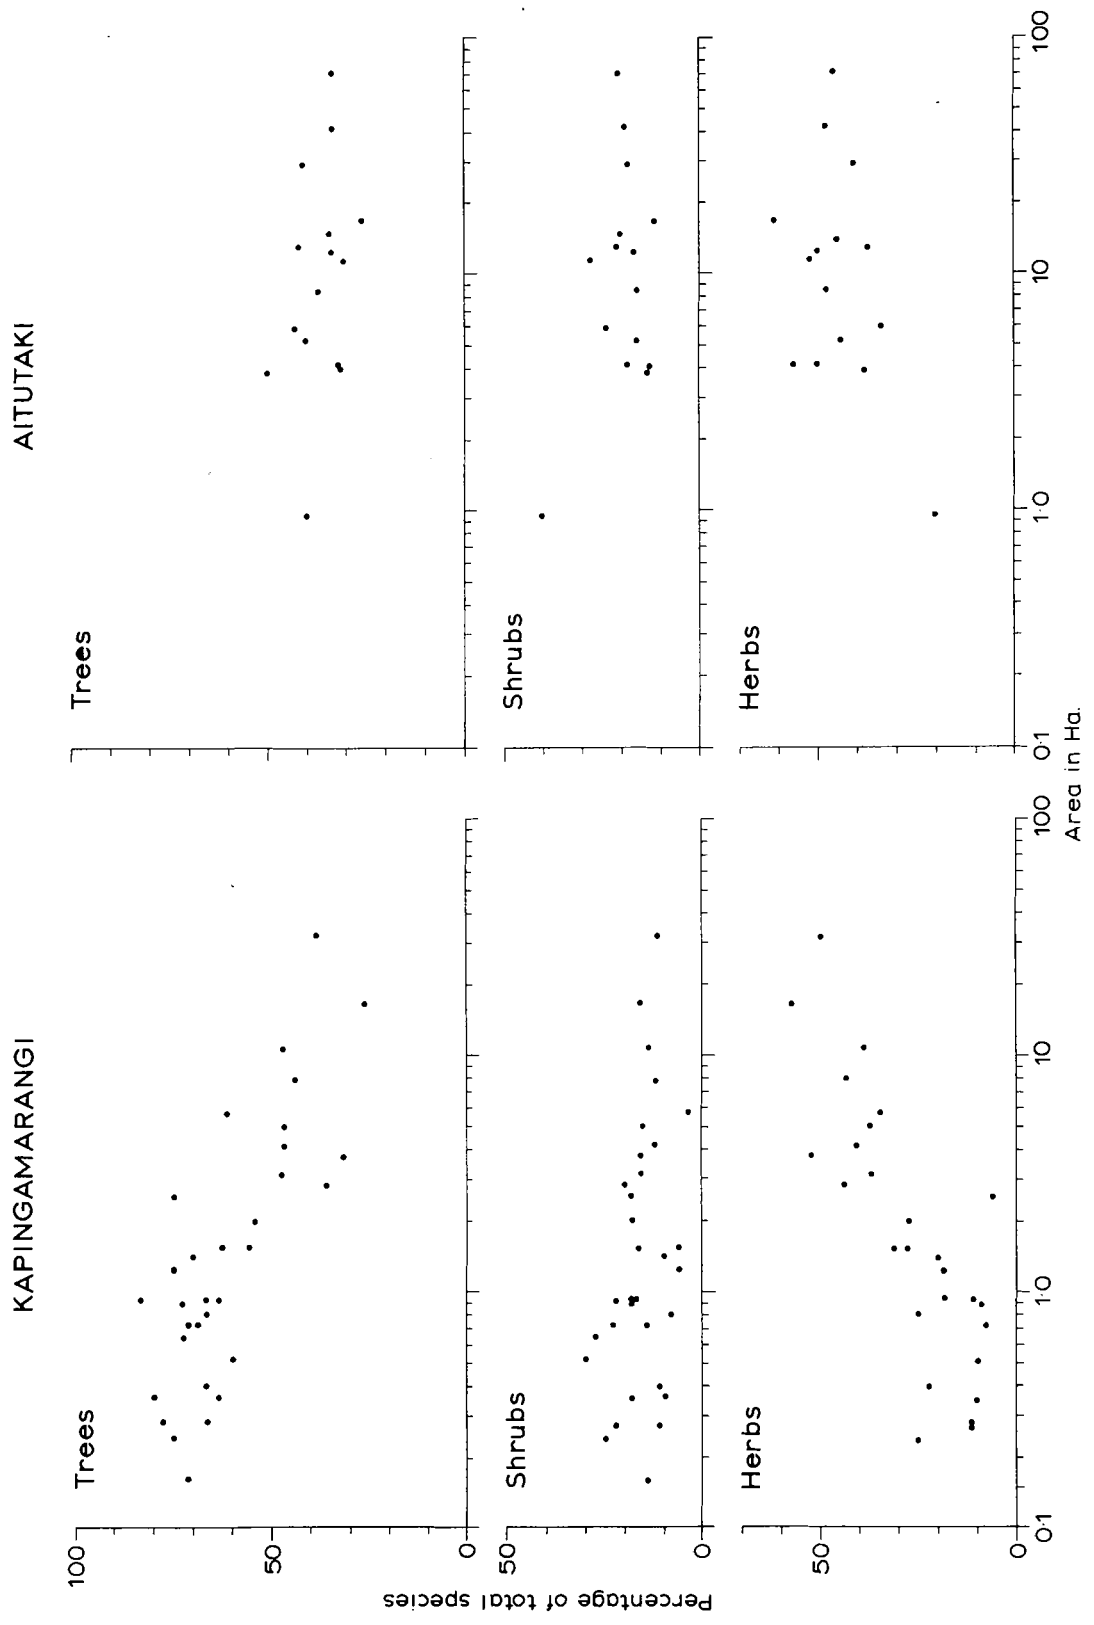 KAPINGAMARANGI
AITUTAKI
Trees
Trees
100
50
0
Shrubs
Shrubs
50
0
Herbs
Herbs
50
0
Percentage of total species
0·1
1·0
10
100
0·1
1·0
10
100
Area in Ha.